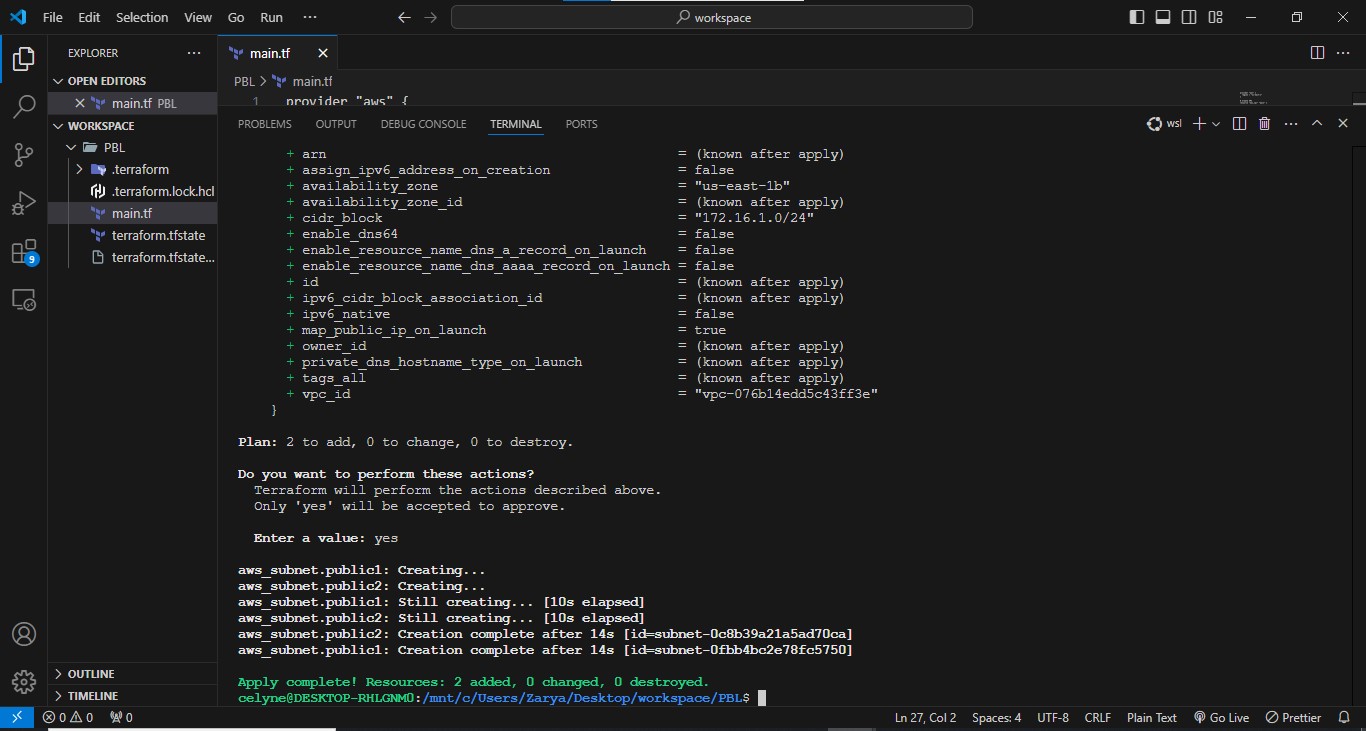 File Edit Selection View Go Run ··· workspace
EXPLORER ···
OPEN EDITORS
main.tf PBL
WORKSPACE
PBL
.terraform
.terraform.lock.hcl
main.tf
terraform.tfstate
terraform.tfstate...
9
OUTLINE
TIMELINE
main.tf
PBL > main.tf
1 provider "aws" {
PROBLEMS OUTPUT DEBUG CONSOLE TERMINAL PORTS wsl
+ arn = (known after apply)
+ assign_ipv6_address_on_creation = false
+ availability_zone = "us-east-1b"
+ availability_zone_id = (known after apply)
+ cidr_block = "172.16.1.0/24"
+ enable_dns64 = false
+ enable_resource_name_dns_a_record_on_launch = false
+ enable_resource_name_dns_aaaa_record_on_launch = false
+ id = (known after apply)
+ ipv6_cidr_block_association_id = (known after apply)
+ ipv6_native = false
+ map_public_ip_on_launch = true
+ owner_id = (known after apply)
+ private_dns_hostname_type_on_launch = (known after apply)
+ tags_all = (known after apply)
+ vpc_id = "vpc-076b14edd5c43ff3e"
}
Plan: 2 to add, 0 to change, 0 to destroy.
Do you want to perform these actions?
Terraform will perform the actions described above.
Only 'yes' will be accepted to approve.
Enter a value: yes
aws_subnet.public1: Creating...
aws_subnet.public2: Creating...
aws_subnet.public1: Still creating... [10s elapsed]
aws_subnet.public2: Still creating... [10s elapsed]
aws_subnet.public2: Creation complete after 14s [id=subnet-0c8b39a21a5ad70ca]
aws_subnet.public1: Creation complete after 14s [id=subnet-0fbb4bc2e78fc5750]
Apply complete! Resources: 2 added, 0 changed, 0 destroyed.
celyne@DESKTOP-RHLGNM0:/mnt/c/Users/Zarya/Desktop/workspace/PBL$
0 0 0 Ln 27, Col 2 Spaces: 4 UTF-8 CRLF Plain Text Go Live Prettier